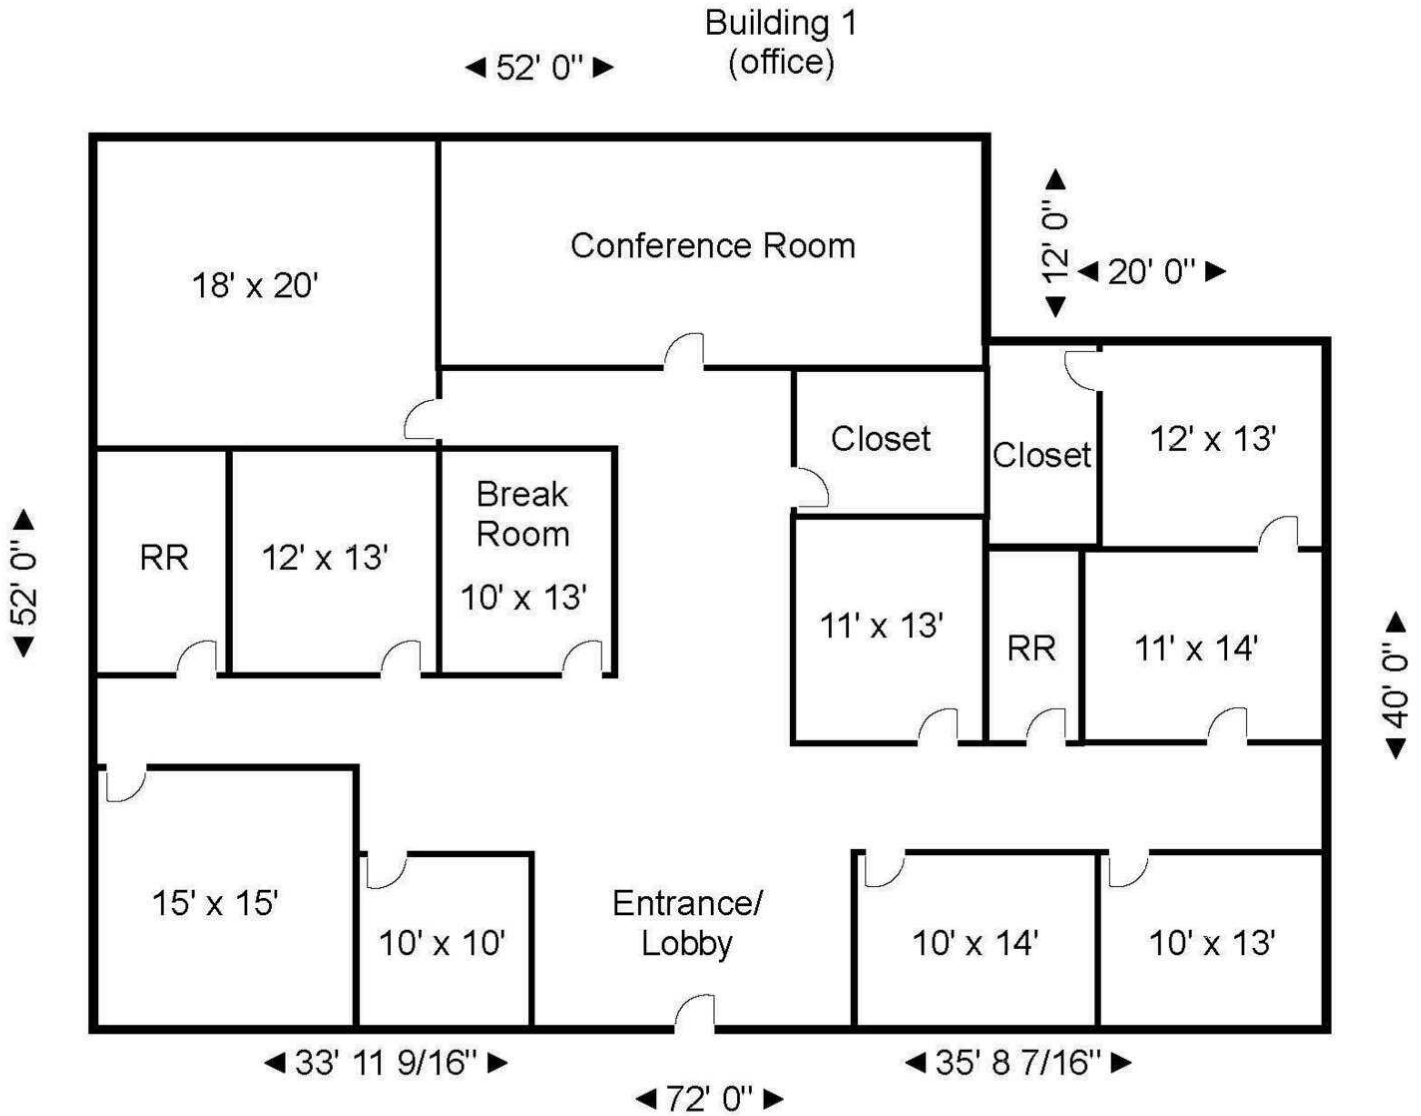 Building 1
(office)
52' 0"
Conference Room
12' 0"
20' 0"
18' x 20'
Closet
Closet
12' x 13'
Break
Room
10' x 13'
RR
12' x 13'
52' 0"
11' x 13'
RR
11' x 14'
40' 0"
15' x 15'
10' x 10'
Entrance/
Lobby
10' x 14'
10' x 13'
33' 11 9/16"
35' 8 7/16"
72' 0"